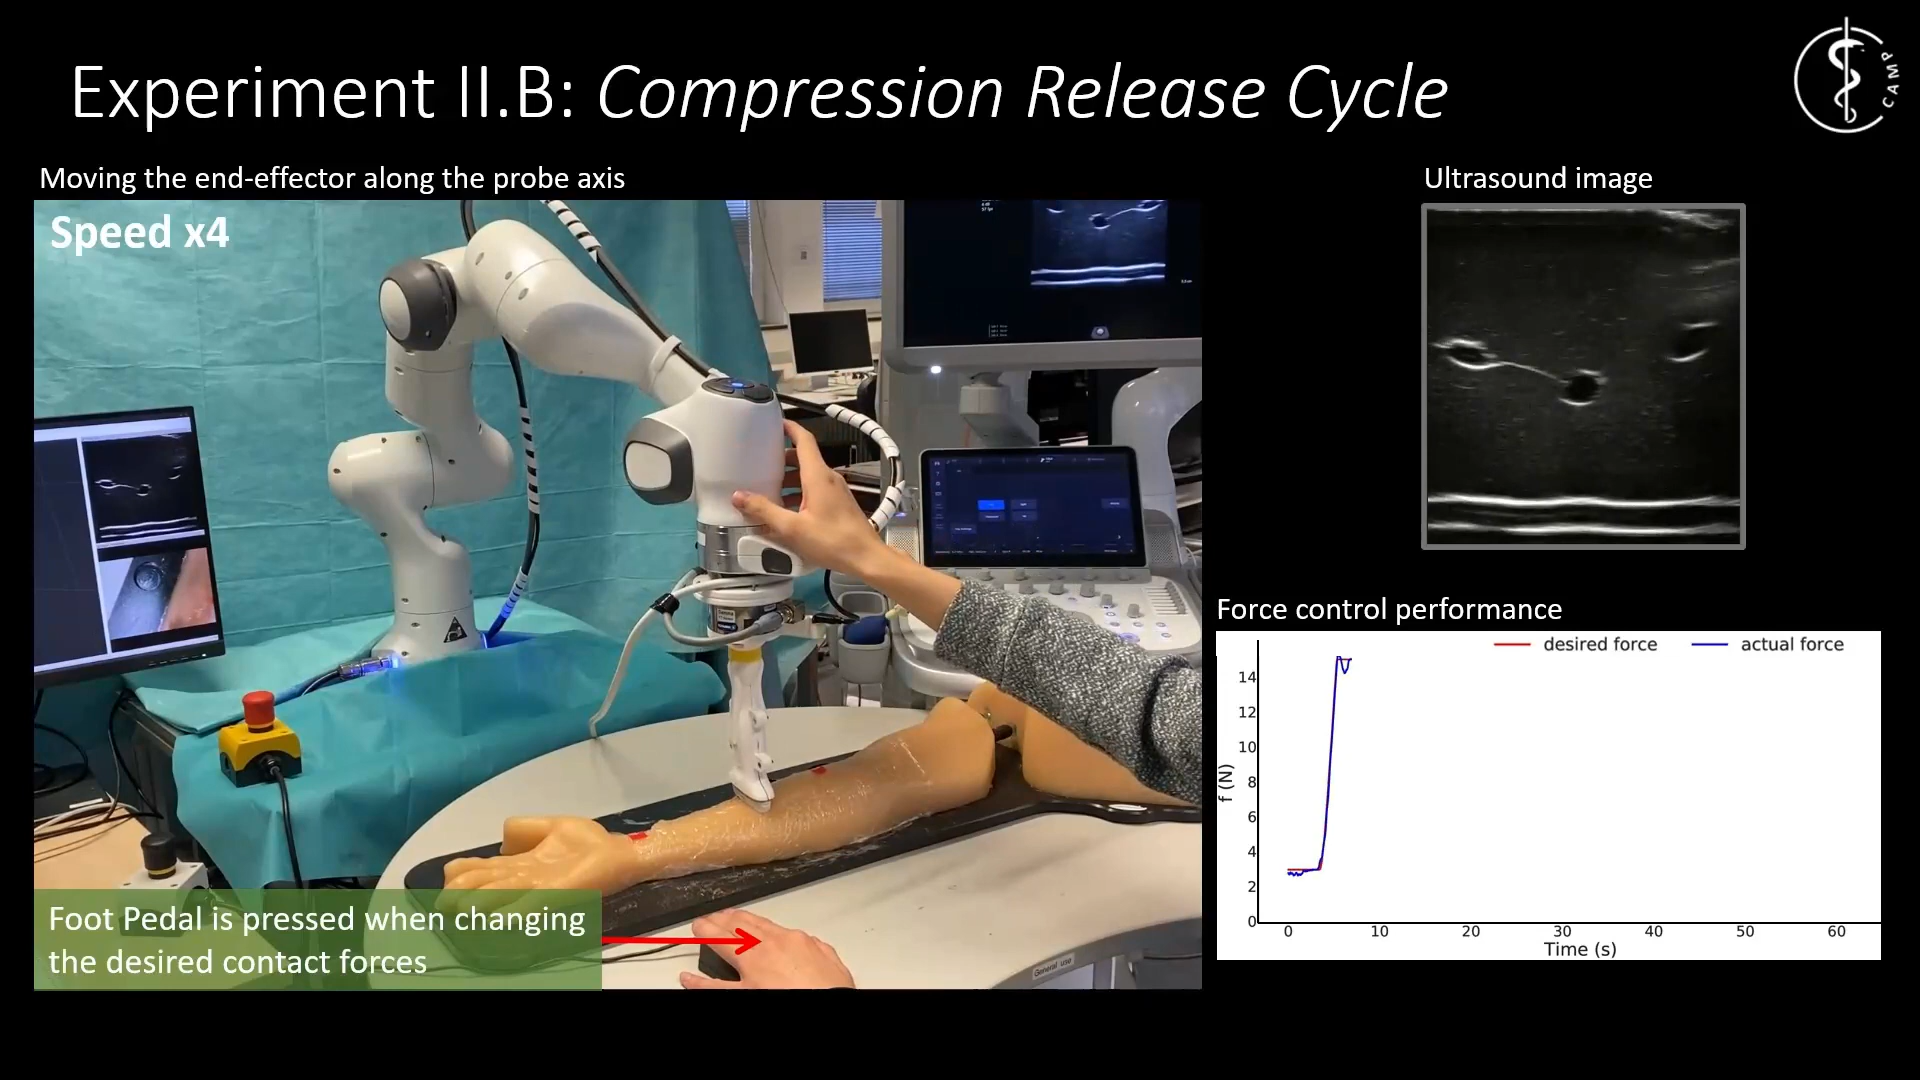 Experiment II.B: Compression Release Cycle
CAMP
Moving the end-effector along the probe axis
Ultrasound image
Speed x4
Force control performance
desired force
actual force
14
12
10
8
6
4
2
0
f (N)
0 10 20 30 40 50 60
Time (s)
Foot Pedal is pressed when changing
the desired contact forces
General use